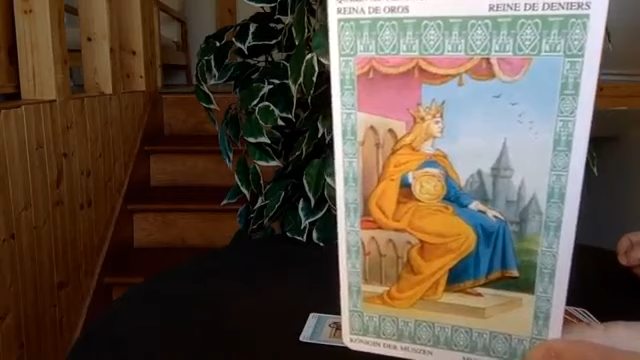 REINA DE OROS
REINE DE DENIERS
KÖNIGIN DER MÜNZEN